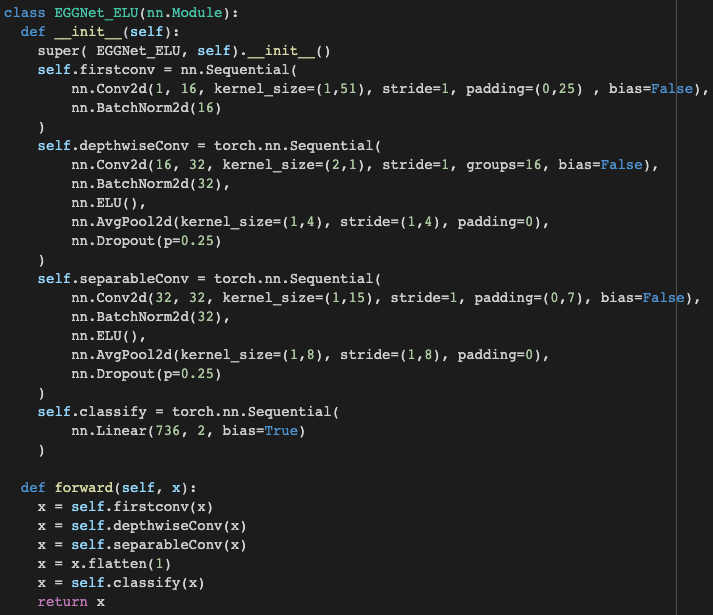 class EGGNet_ELU(nn.Module):
  def __init__(self):
    super( EGGNet_ELU, self).__init__()
    self.firstconv = nn.Sequential(
        nn.Conv2d(1, 16, kernel_size=(1,51), stride=1, padding=(0,25) , bias=False),
        nn.BatchNorm2d(16)
    )
    self.depthwiseConv = torch.nn.Sequential(
        nn.Conv2d(16, 32, kernel_size=(2,1), stride=1, groups=16, bias=False),
        nn.BatchNorm2d(32),
        nn.ELU(),
        nn.AvgPool2d(kernel_size=(1,4), stride=(1,4), padding=0),
        nn.Dropout(p=0.25)
    )
    self.separableConv = torch.nn.Sequential(
        nn.Conv2d(32, 32, kernel_size=(1,15), stride=1, padding=(0,7), bias=False),
        nn.BatchNorm2d(32),
        nn.ELU(),
        nn.AvgPool2d(kernel_size=(1,8), stride=(1,8), padding=0),
        nn.Dropout(p=0.25)
    )
    self.classify = torch.nn.Sequential(
        nn.Linear(736, 2, bias=True)
    )

  def forward(self, x):
    x = self.firstconv(x)
    x = self.depthwiseConv(x)
    x = self.separableConv(x)
    x = x.flatten(1)
    x = self.classify(x)
    return x